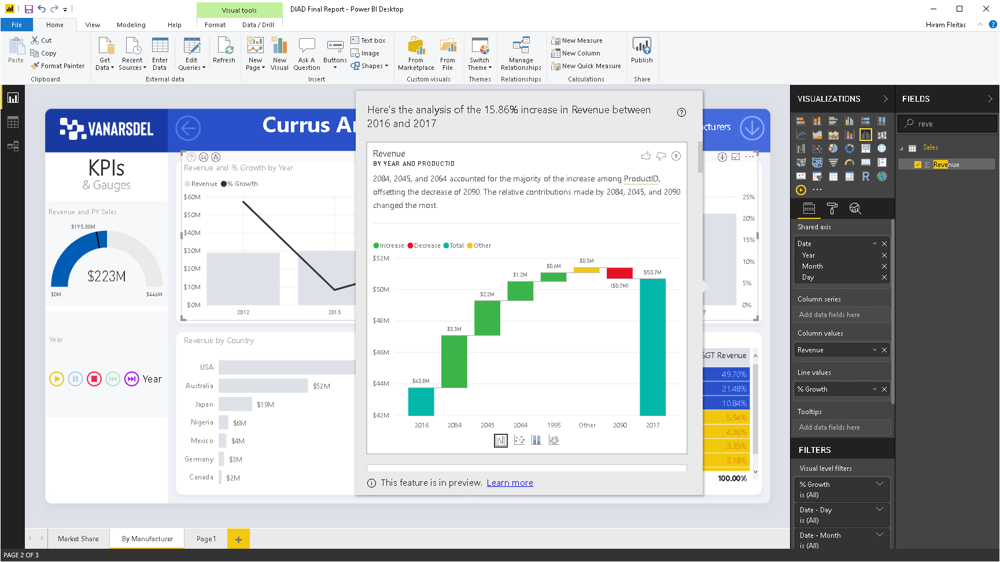 Visual tools
DIAD Final Report - Power BI Desktop
File
Home
View
Modeling
Help
Format
Data / Drill
Hiram Fleitas
Paste
Cut
Copy
Format Painter
Clipboard
Get Data
Recent Sources
Enter Data
Edit Queries
Refresh
External data
New Page
New Visual
Ask A Question
Buttons
Text box
Image
Shapes
Insert
From Marketplace
From File
Custom visuals
Switch Theme
Themes
Manage Relationships
Relationships
New Measure
New Column
New Quick Measure
Calculations
Publish
Share
VANARSDEL
Currus
KPIs
& Gauges
Revenue and PY Sales
$195.80M
$223M
$0M
$446M
Year
Year
Revenue and % Growth by Year
Revenue
% Growth
$60M
$50M
$40M
$30M
$20M
$10M
$0M
2012
2013
25%
20%
15%
10%
5%
0%
Revenue by Country
USA
Australia
$52M
Japan
$19M
Nigeria
$6M
Mexico
$4M
Germany
$3M
Canada
$2M
Here's the analysis of the 15.86% increase in Revenue between
2016 and 2017
Revenue
BY YEAR AND PRODUCTID
2084, 2045, and 2064 accounted for the majority of the increase among ProductID,
offsetting the decrease of 2090. The relative contributions made by 2084, 2045, and 2090
changed the most.
Increase
Decrease
Total
Other
$52M
$50M
$48M
$46M
$44M
$42M
$43.8M
$3.3M
$2.2M
$1.2M
$0.6M
$0.3M
($0.7M)
$50.7M
2016
2084
2045
2064
1995
Other
2090
2017
This feature is in preview. Learn more
GT Revenue
49.70%
21.48%
10.84%
5.94%
4.36%
3.35%
2.18%
100.00%
VISUALIZATIONS
R
Shared axis
Date
Year
Month
Day
Column series
Add data fields here
Column values
Revenue
Line values
% Growth
Tooltips
Add data fields here
FILTERS
Visual level filters
% Growth
is (All)
Date - Day
is (All)
Date - Month
is (All)
FIELDS
reve
Sales
Revenue
Market Share
By Manufacturer
Page 1
PAGE 2 OF 3